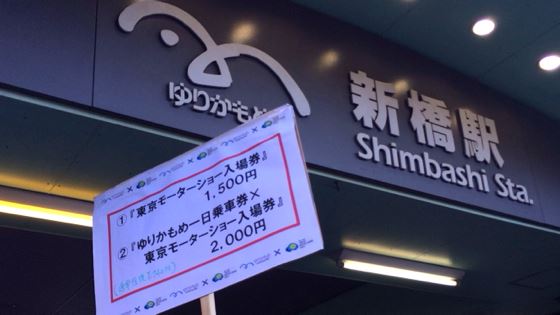 ゆりかもめ
新橋駅
Shimbashi Sta.
①『東京モーターショー入場券』
1,500円
②『ゆりかもめ一日乗車券×
東京モーターショー入場券』
2,000円